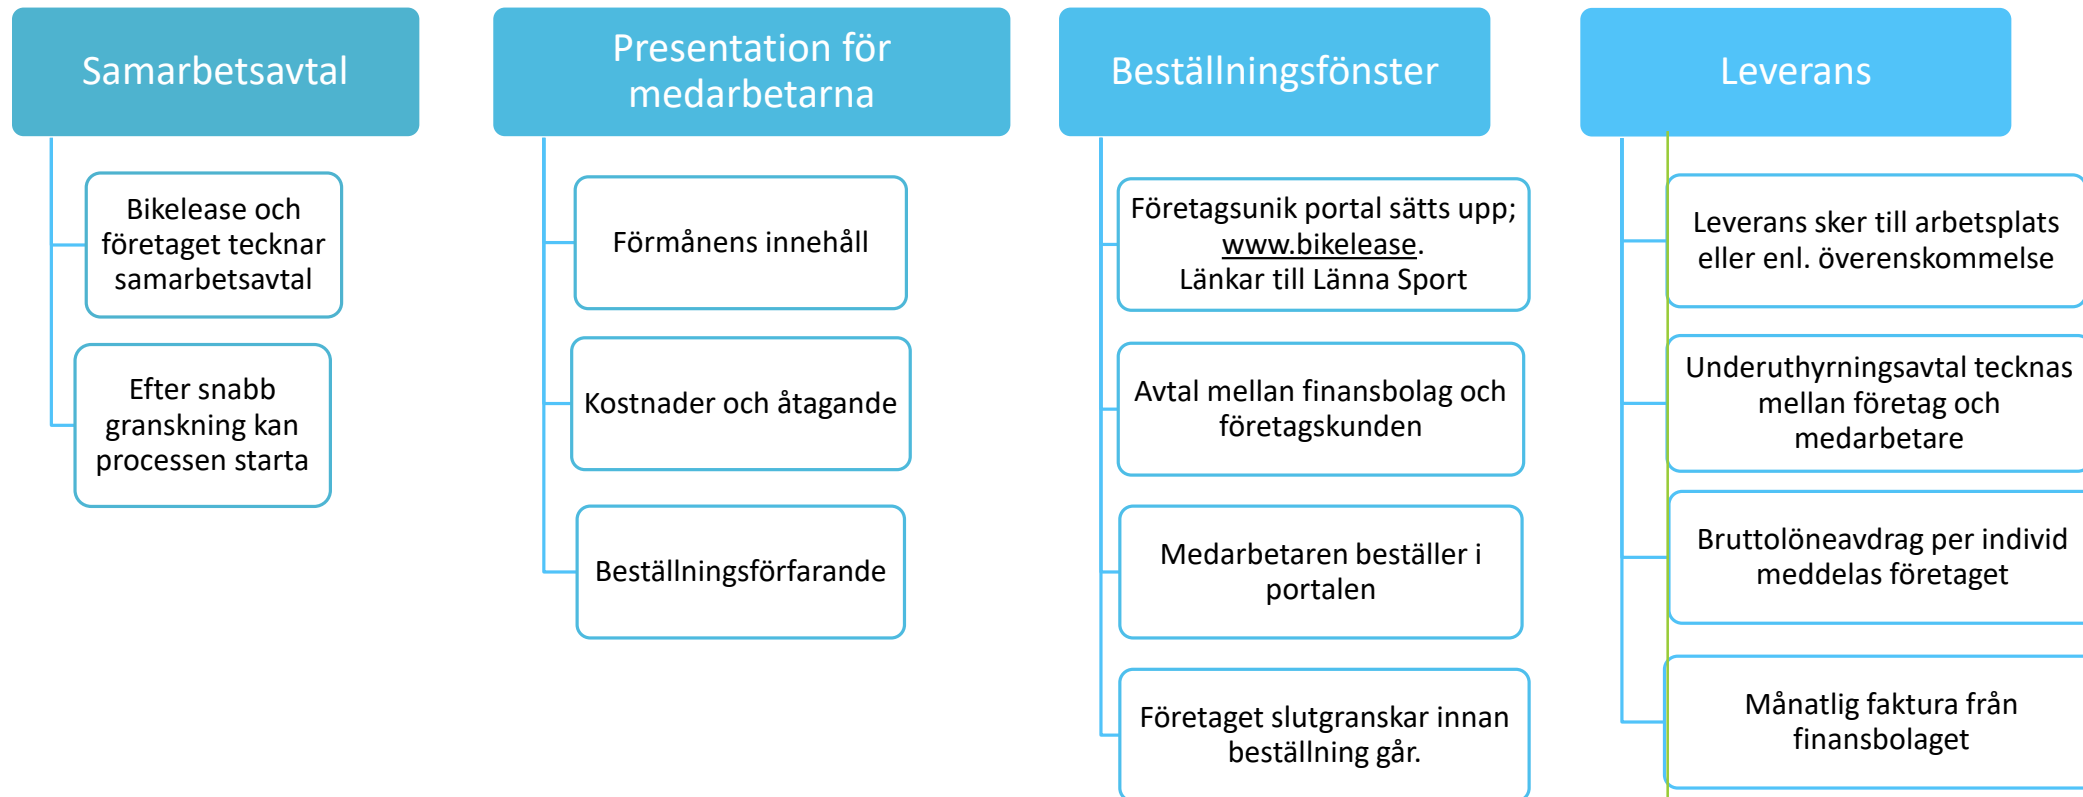 Samarbetsavtal
Bikelease och
företaget tecknar
samarbetsavtal
Efter snabb
granskning kan
processen starta
Presentation för
medarbetarna
Förmånens innehåll
Kostnader och åtagande
Beställningsförfarande
Beställningsfönster
Företagsunik portal sätts upp;
www.bikelease.
Länkar till Länna Sport
Avtal mellan finansbolag och
företagskunden
Medarbetaren beställer i
portalen
Företaget slutgranskar innan
beställning går.
Leverans
Leverans sker till arbetsplats
eller enl. överenskommelse
Underuthyrningsavtal tecknas
mellan företag och
medarbetare
Bruttolöneavdrag per individ
meddelas företaget
Månatlig faktura från
finansbolaget